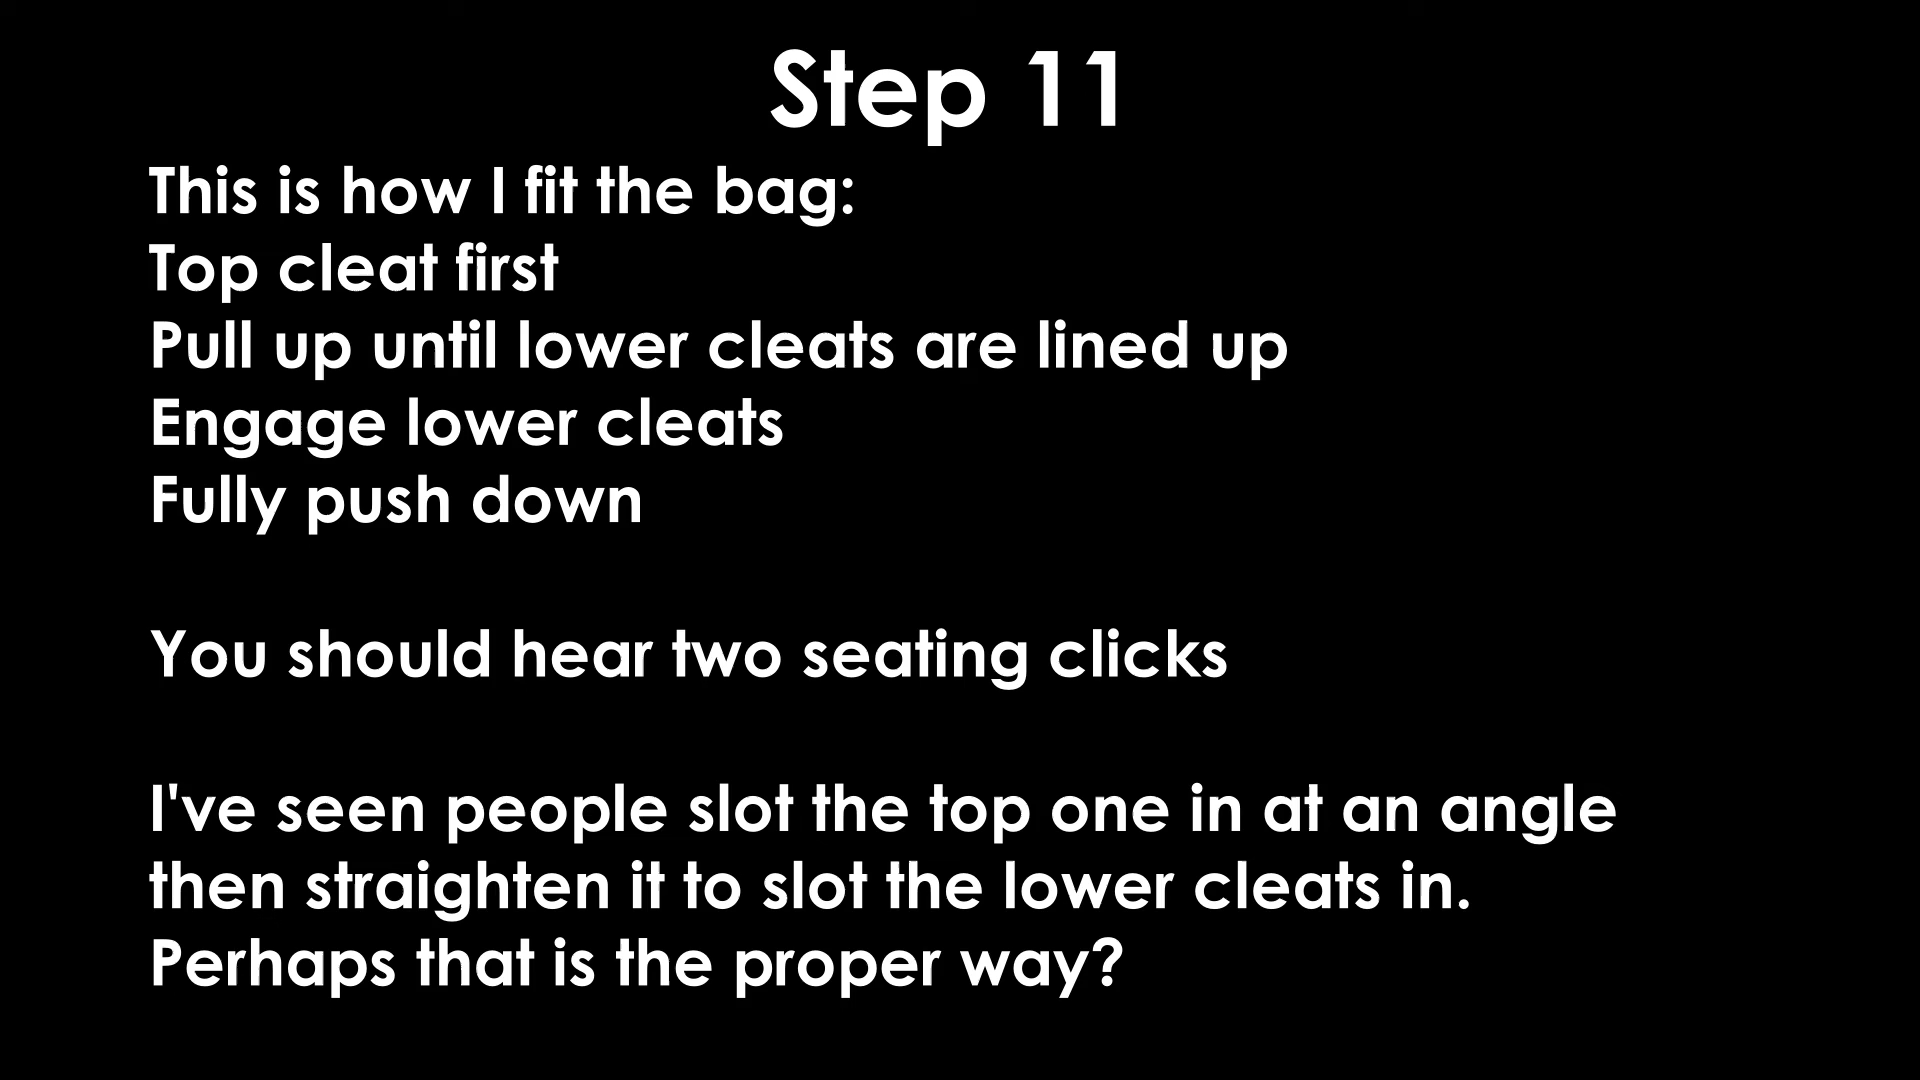 Step 11
This is how I fit the bag:
Top cleat first
Pull up until lower cleats are lined up
Engage lower cleats
Fully push down
You should hear two seating clicks
I've seen people slot the top one in at an angle
then straighten it to slot the lower cleats in.
Perhaps that is the proper way?